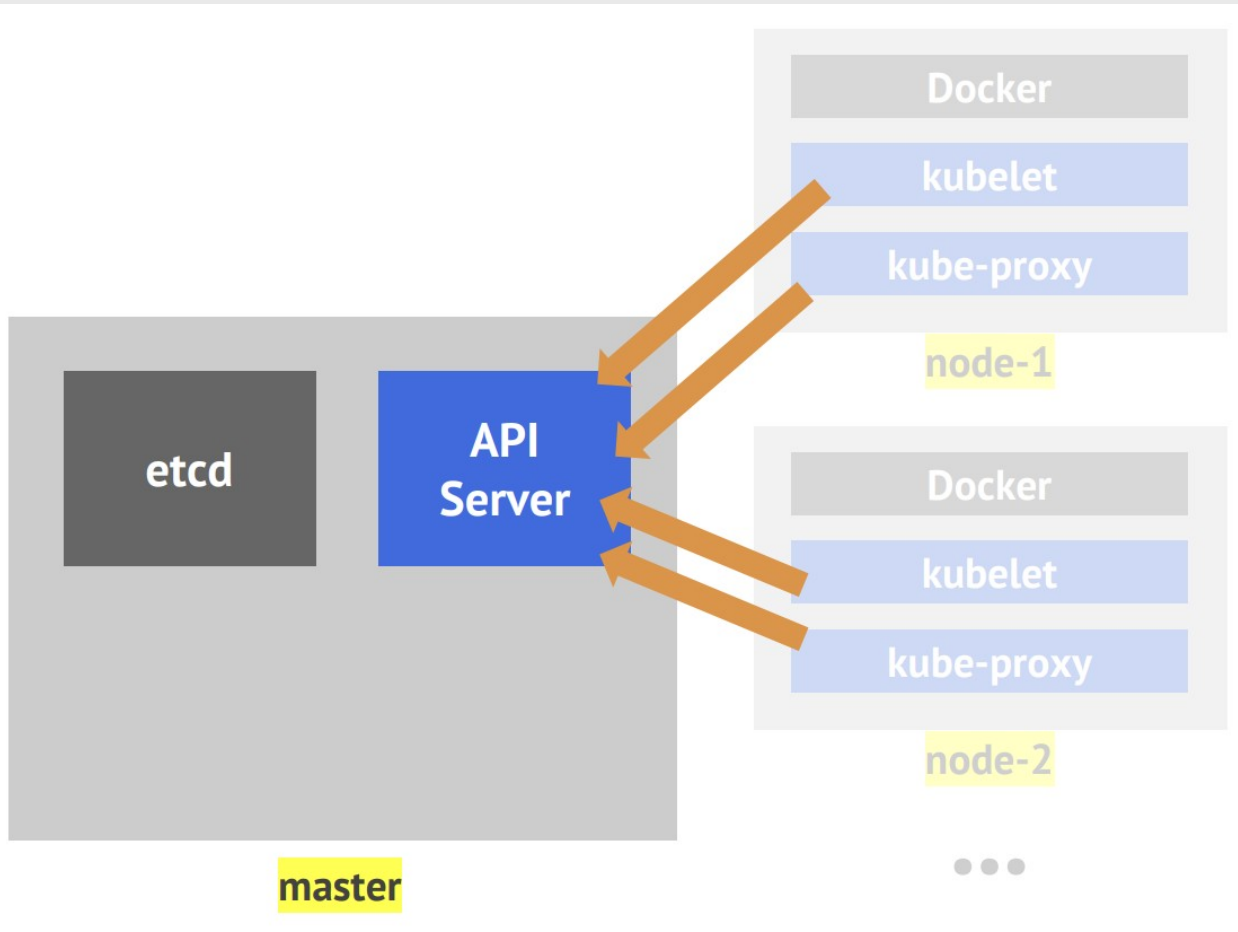 etcd
API
Server
master
Docker
kubelet
kube-proxy
node-1
Docker
kubelet
kube-proxy
node-2